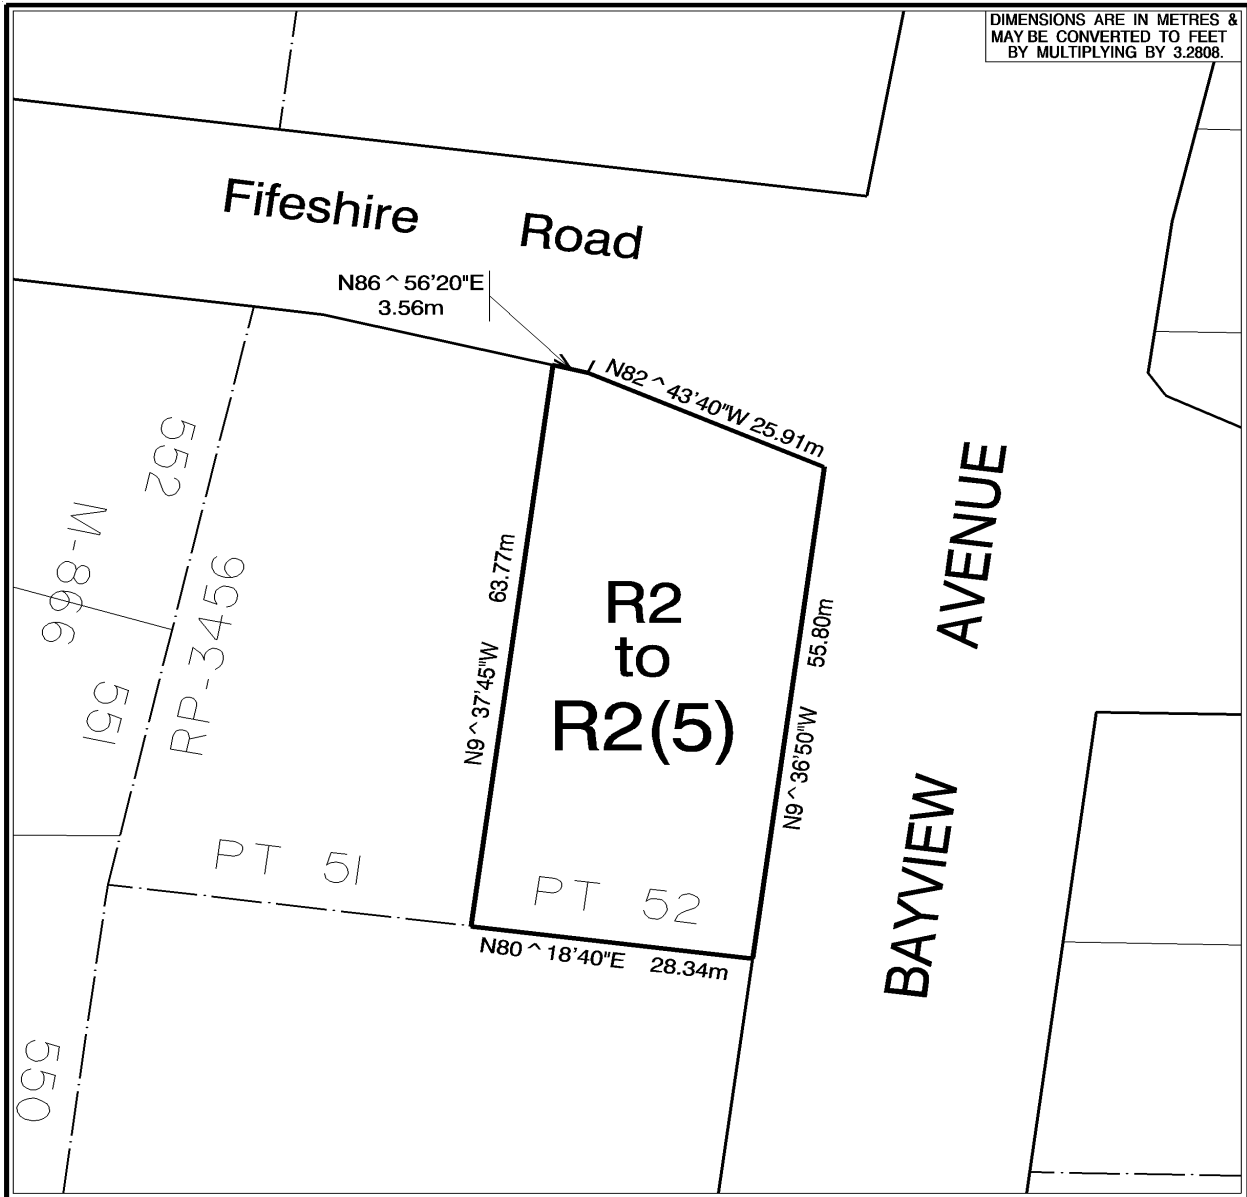 DIMENSIONS ARE IN METRES &
MAY BE CONVERTED TO FEET
BY MULTIPLYING BY 3.2808.
Fifeshire Road
N86^56'20"E
3.56m
N82^43'40"W 25.91m
552
M-866
551
RP-3456
N9^37'45"W 63.77m
R2
to
R2(5)
N9^36'50"W 55.80m
BAYVIEW AVENUE
PT 51
PT 52
N80^18'40"E 28.34m
550